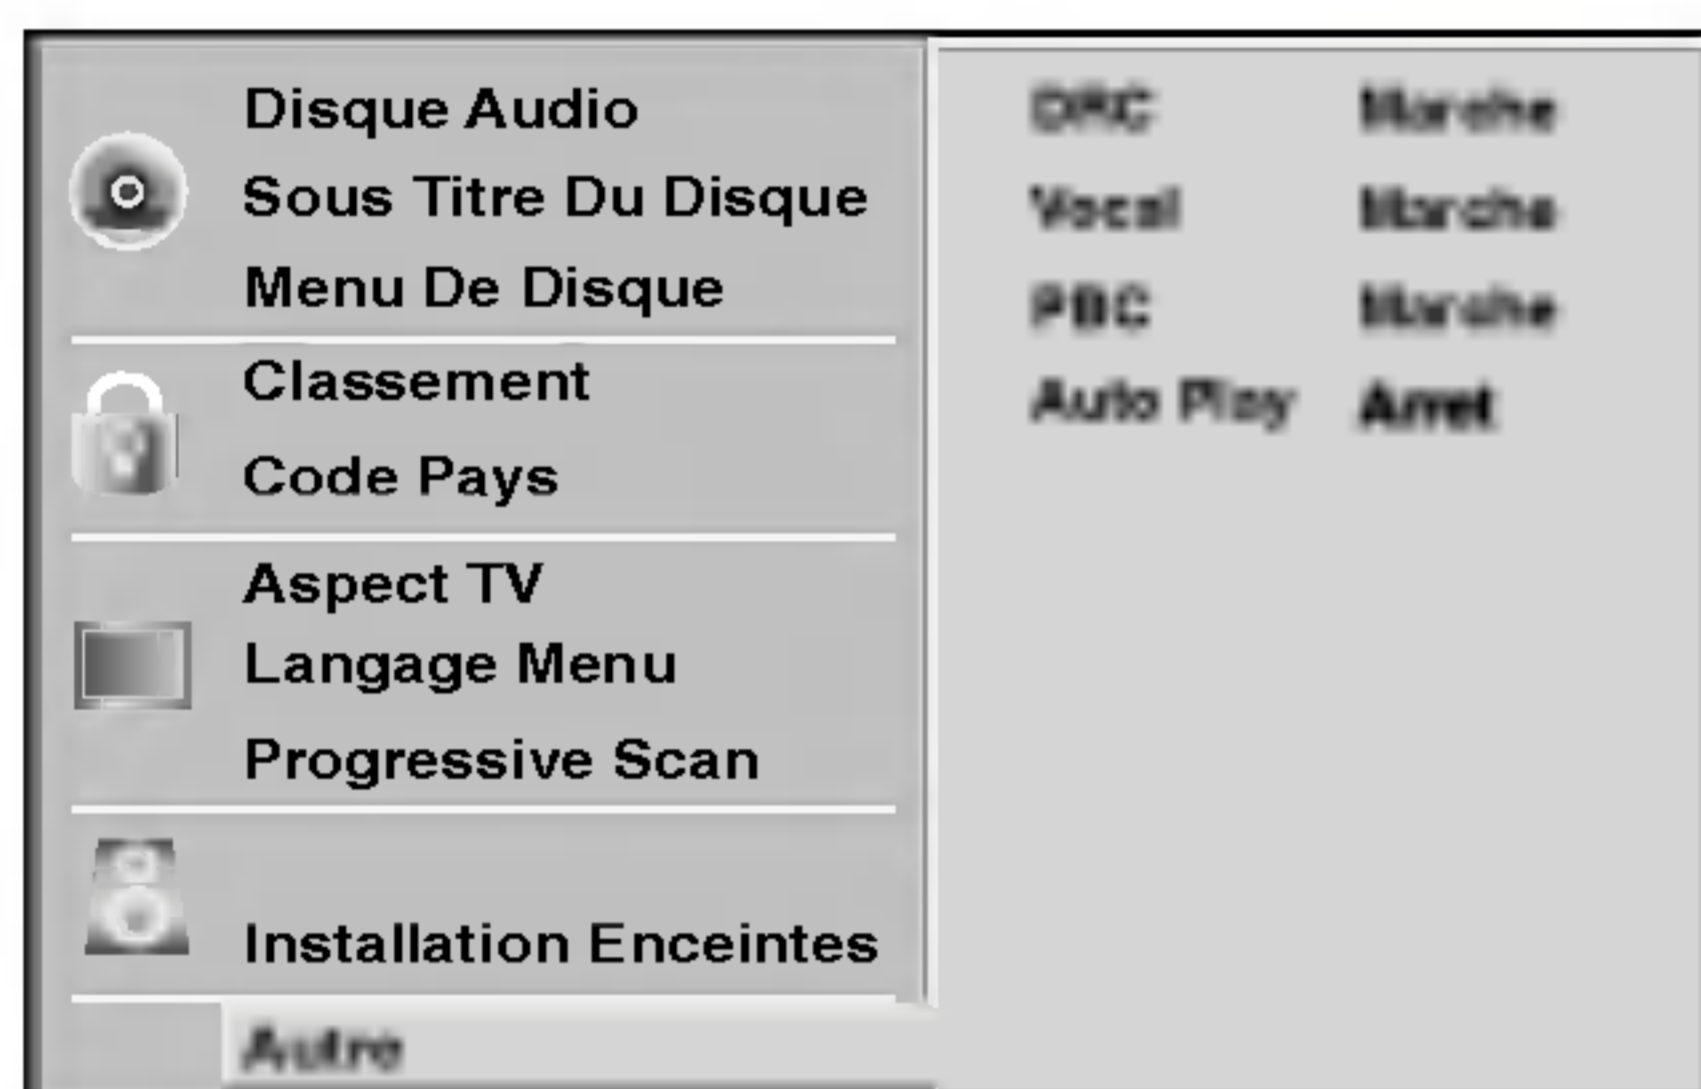 Disque Audio
Sous Titre Du Disque
Menu De Disque
Classement
Code Pays
Aspect TV
Langage Menu
Progressive Scan
Installation Enceintes
Autre
DRC Marche
Vocal Marche
PBC Marche
Auto Play Arret